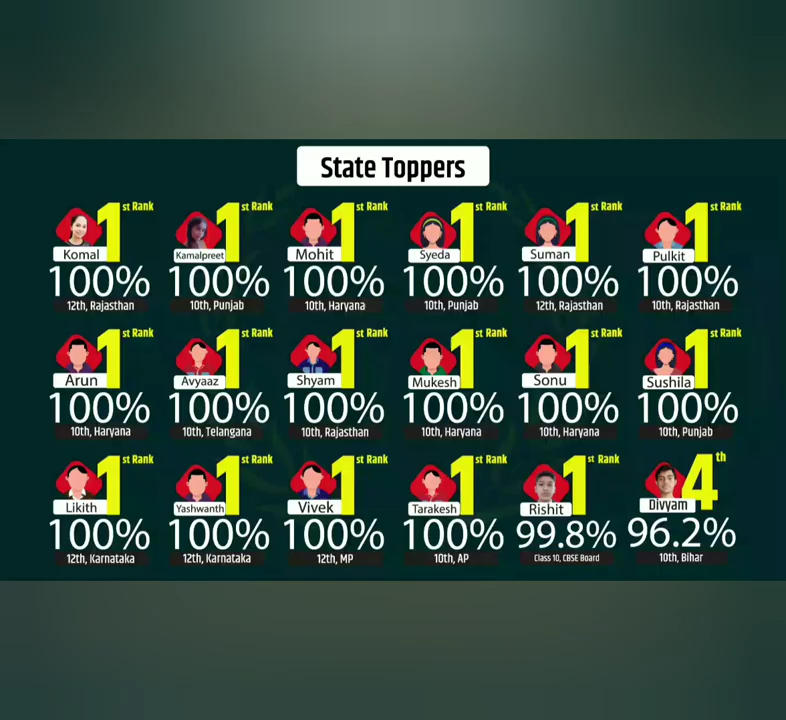 State Toppers
1st Rank 1st Rank 1st Rank 1st Rank 1st Rank 1st Rank
Komal Kamalpreet Mohit Syeda Suman Pulkit
100% 100% 100% 100% 100% 100%
12th, Rajasthan 10th, Punjab 10th, Haryana 10th, Punjab 12th, Rajasthan 10th, Rajasthan
1st Rank 1st Rank 1st Rank 1st Rank 1st Rank 1st Rank
Arun Avyaaz Shyam Mukesh Sonu Sushila
100% 100% 100% 100% 100% 100%
10th, Haryana 10th, Telangana 10th, Rajasthan 10th, Haryana 10th, Haryana 10th, Punjab
1st Rank 1st Rank 1st Rank 1st Rank 1st Rank 4th
Likith Yashwanth Vivek Tarakesh Rishit Divyam
100% 100% 100% 100% 99.8% 96.2%
12th, Karnataka 12th, Karnataka 12th, MP 10th, AP Class 10, CBSE Board 10th, Bihar